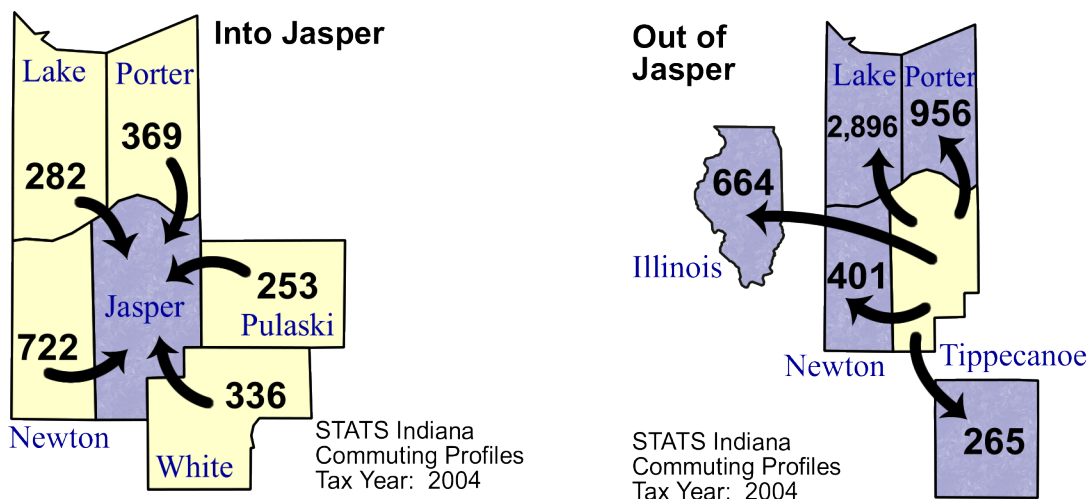 Into Jasper
Lake
Porter
369
282
Jasper
253
Pulaski
722
336
Newton
White
STATS Indiana
Commuting Profiles
Tax Year: 2004
Out of
Jasper
Lake
Porter
2,896
956
664
Illinois
401
Newton
Tippecanoe
265
STATS Indiana
Commuting Profiles
Tax Year: 2004